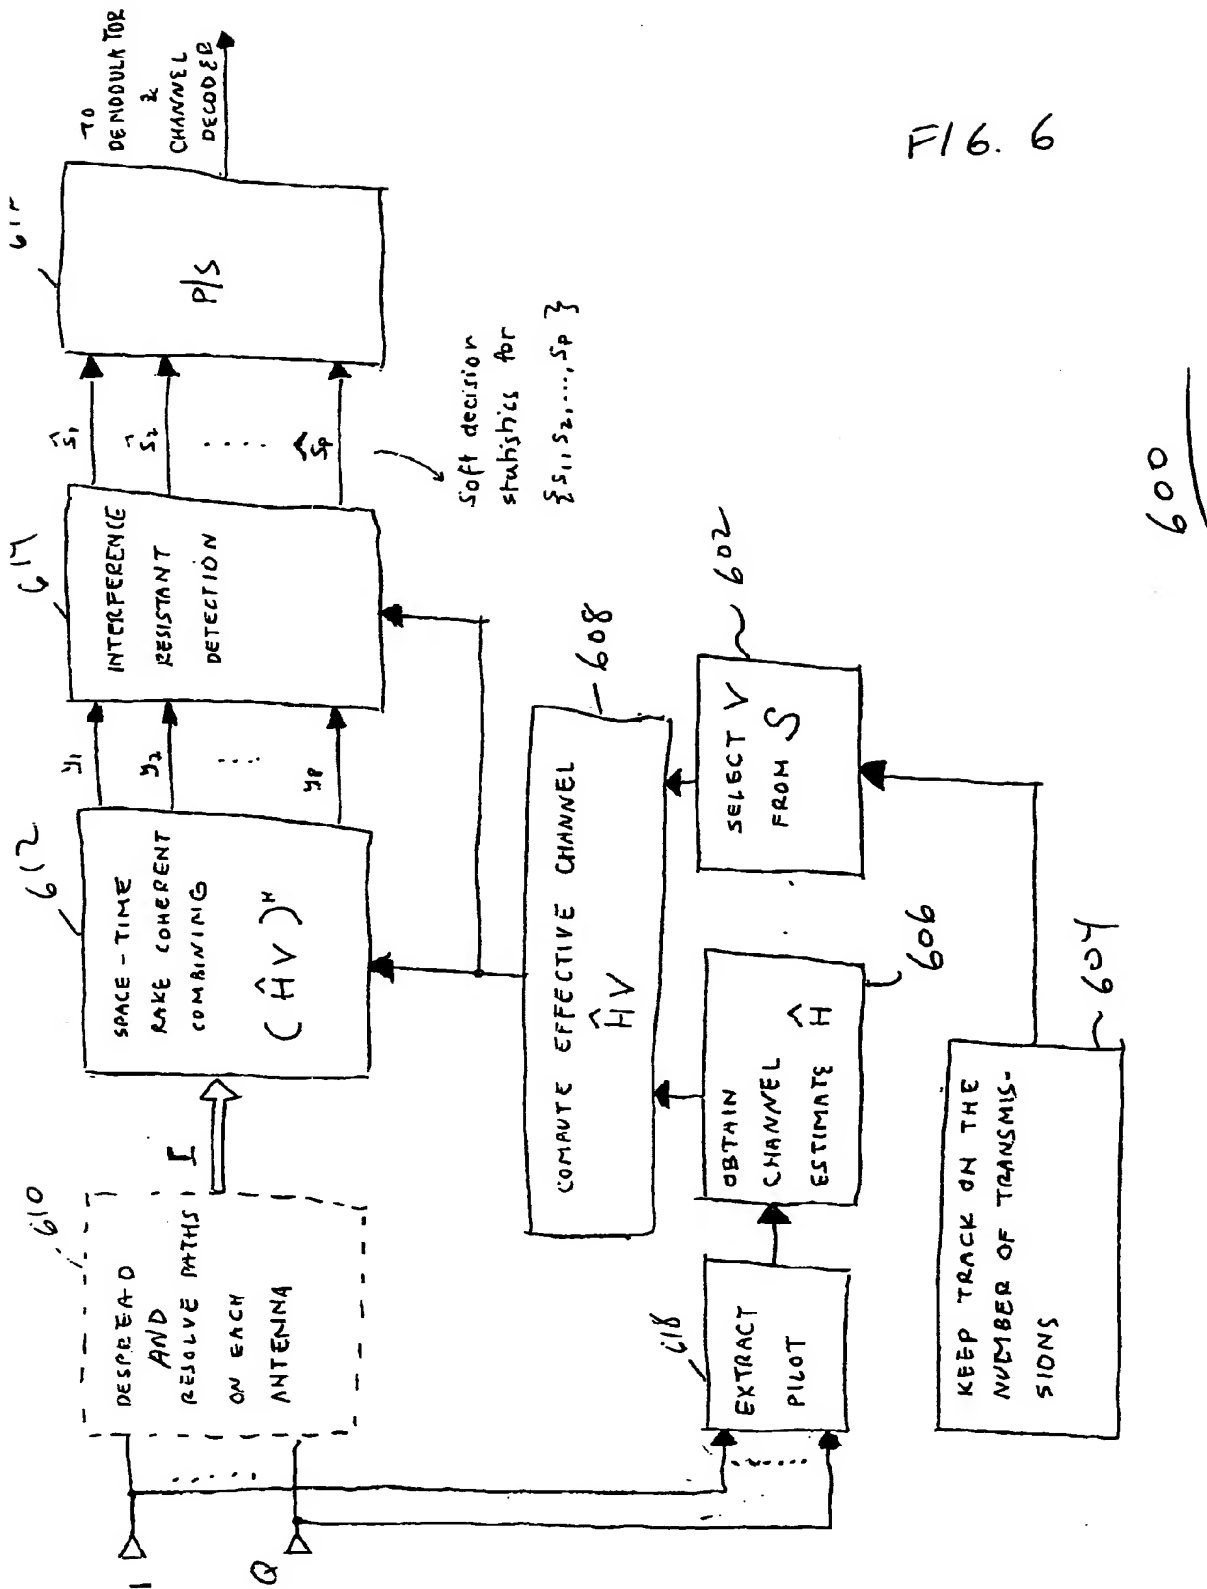 FIG. 6
600
I
Q
610
DESPREAD
AND
RESOLVE PATHS
ON EACH
ANTENNA
612
SPACE-TIME
RAKE COHERENT
COMBINING
(ĤV)ᴴ
y₁
y₂
.....
yₚ
614
INTERFERENCE
RESISTANT
DETECTION
ŝ₁
ŝ₂
.....
ŝₚ
Soft decision
statistics for
{s₁, s₂, ..., sₚ}
P/S
TO
DEMODULATOR
&
CHANNEL
DECODER
COMPUTE EFFECTIVE CHANNEL
ĤV
608
618
EXTRACT
PILOT
OBTAIN
CHANNEL
ESTIMATE Ĥ
606
SELECT V
FROM S
602
KEEP TRACK ON THE
NUMBER OF TRANSMIS-
SIONS
604